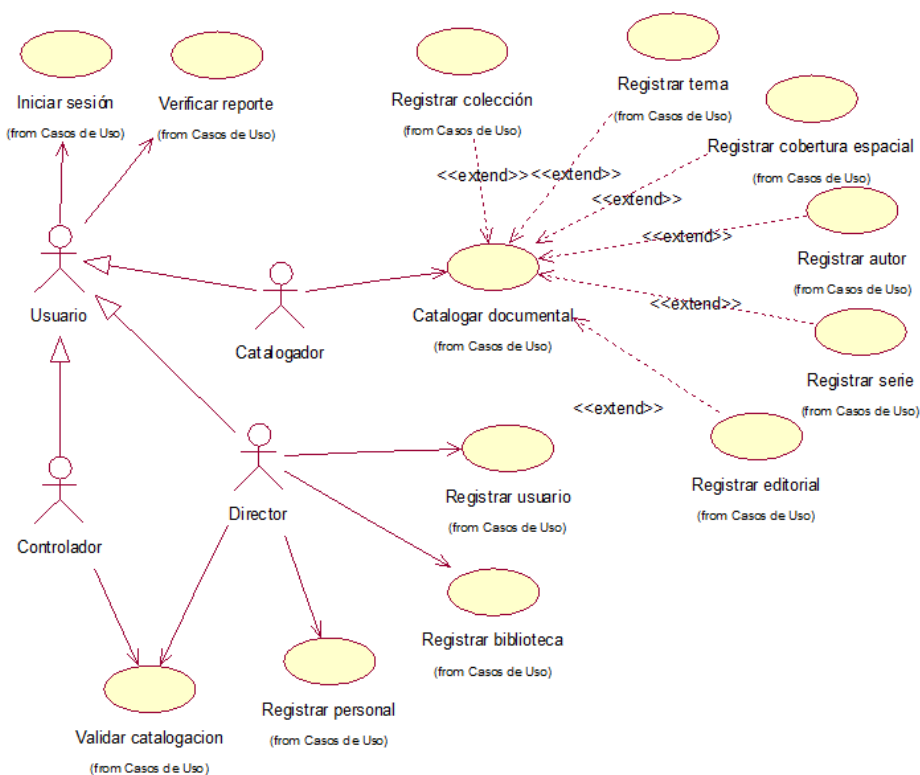 Iniciar sesión
(from Casos de Uso)
Verificar reporte
(from Casos de Uso)
Registrar colección
(from Casos de Uso)
Registrar tema
(from Casos de Uso)
Registrar cobertura espacial
(from Casos de Uso)
<<extend>>
<<extend>>
<<extend>>
<<extend>>
Registrar autor
(from Casos de Uso)
Usuario
Catalogador
Catalogar documental
(from Casos de Uso)
<<extend>>
Registrar serie
(from Casos de Uso)
<<extend>>
Registrar editorial
(from Casos de Uso)
Controlador
Director
Registrar usuario
(from Casos de Uso)
Registrar biblioteca
(from Casos de Uso)
Registrar personal
(from Casos de Uso)
Validar catalogacion
(from Casos de Uso)